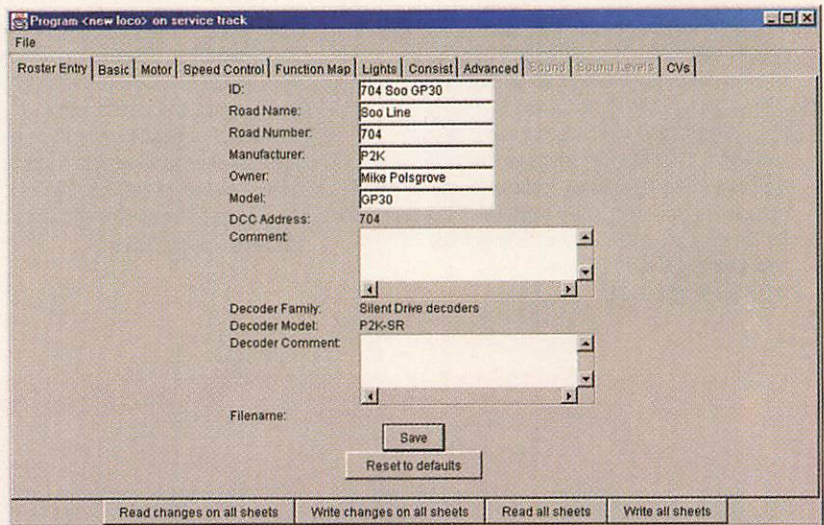 Program <new loco> on service track
File
Roster Entry Basic Motor Speed Control Function Map Lights Consist Advanced Sound Sound Levels CVs
ID: 704 Soo GP30
Road Name: Soo Line
Road Number: 704
Manufacturer: P2K
Owner: Mike Polsgrove
Model: GP30
DCC Address: 704
Comment:
Decoder Family: Silent Drive decoders
Decoder Model: P2K-SR
Decoder Comment:
Filename:
Save
Reset to defaults
Read changes on all sheets Write changes on all sheets Read all sheets Write all sheets